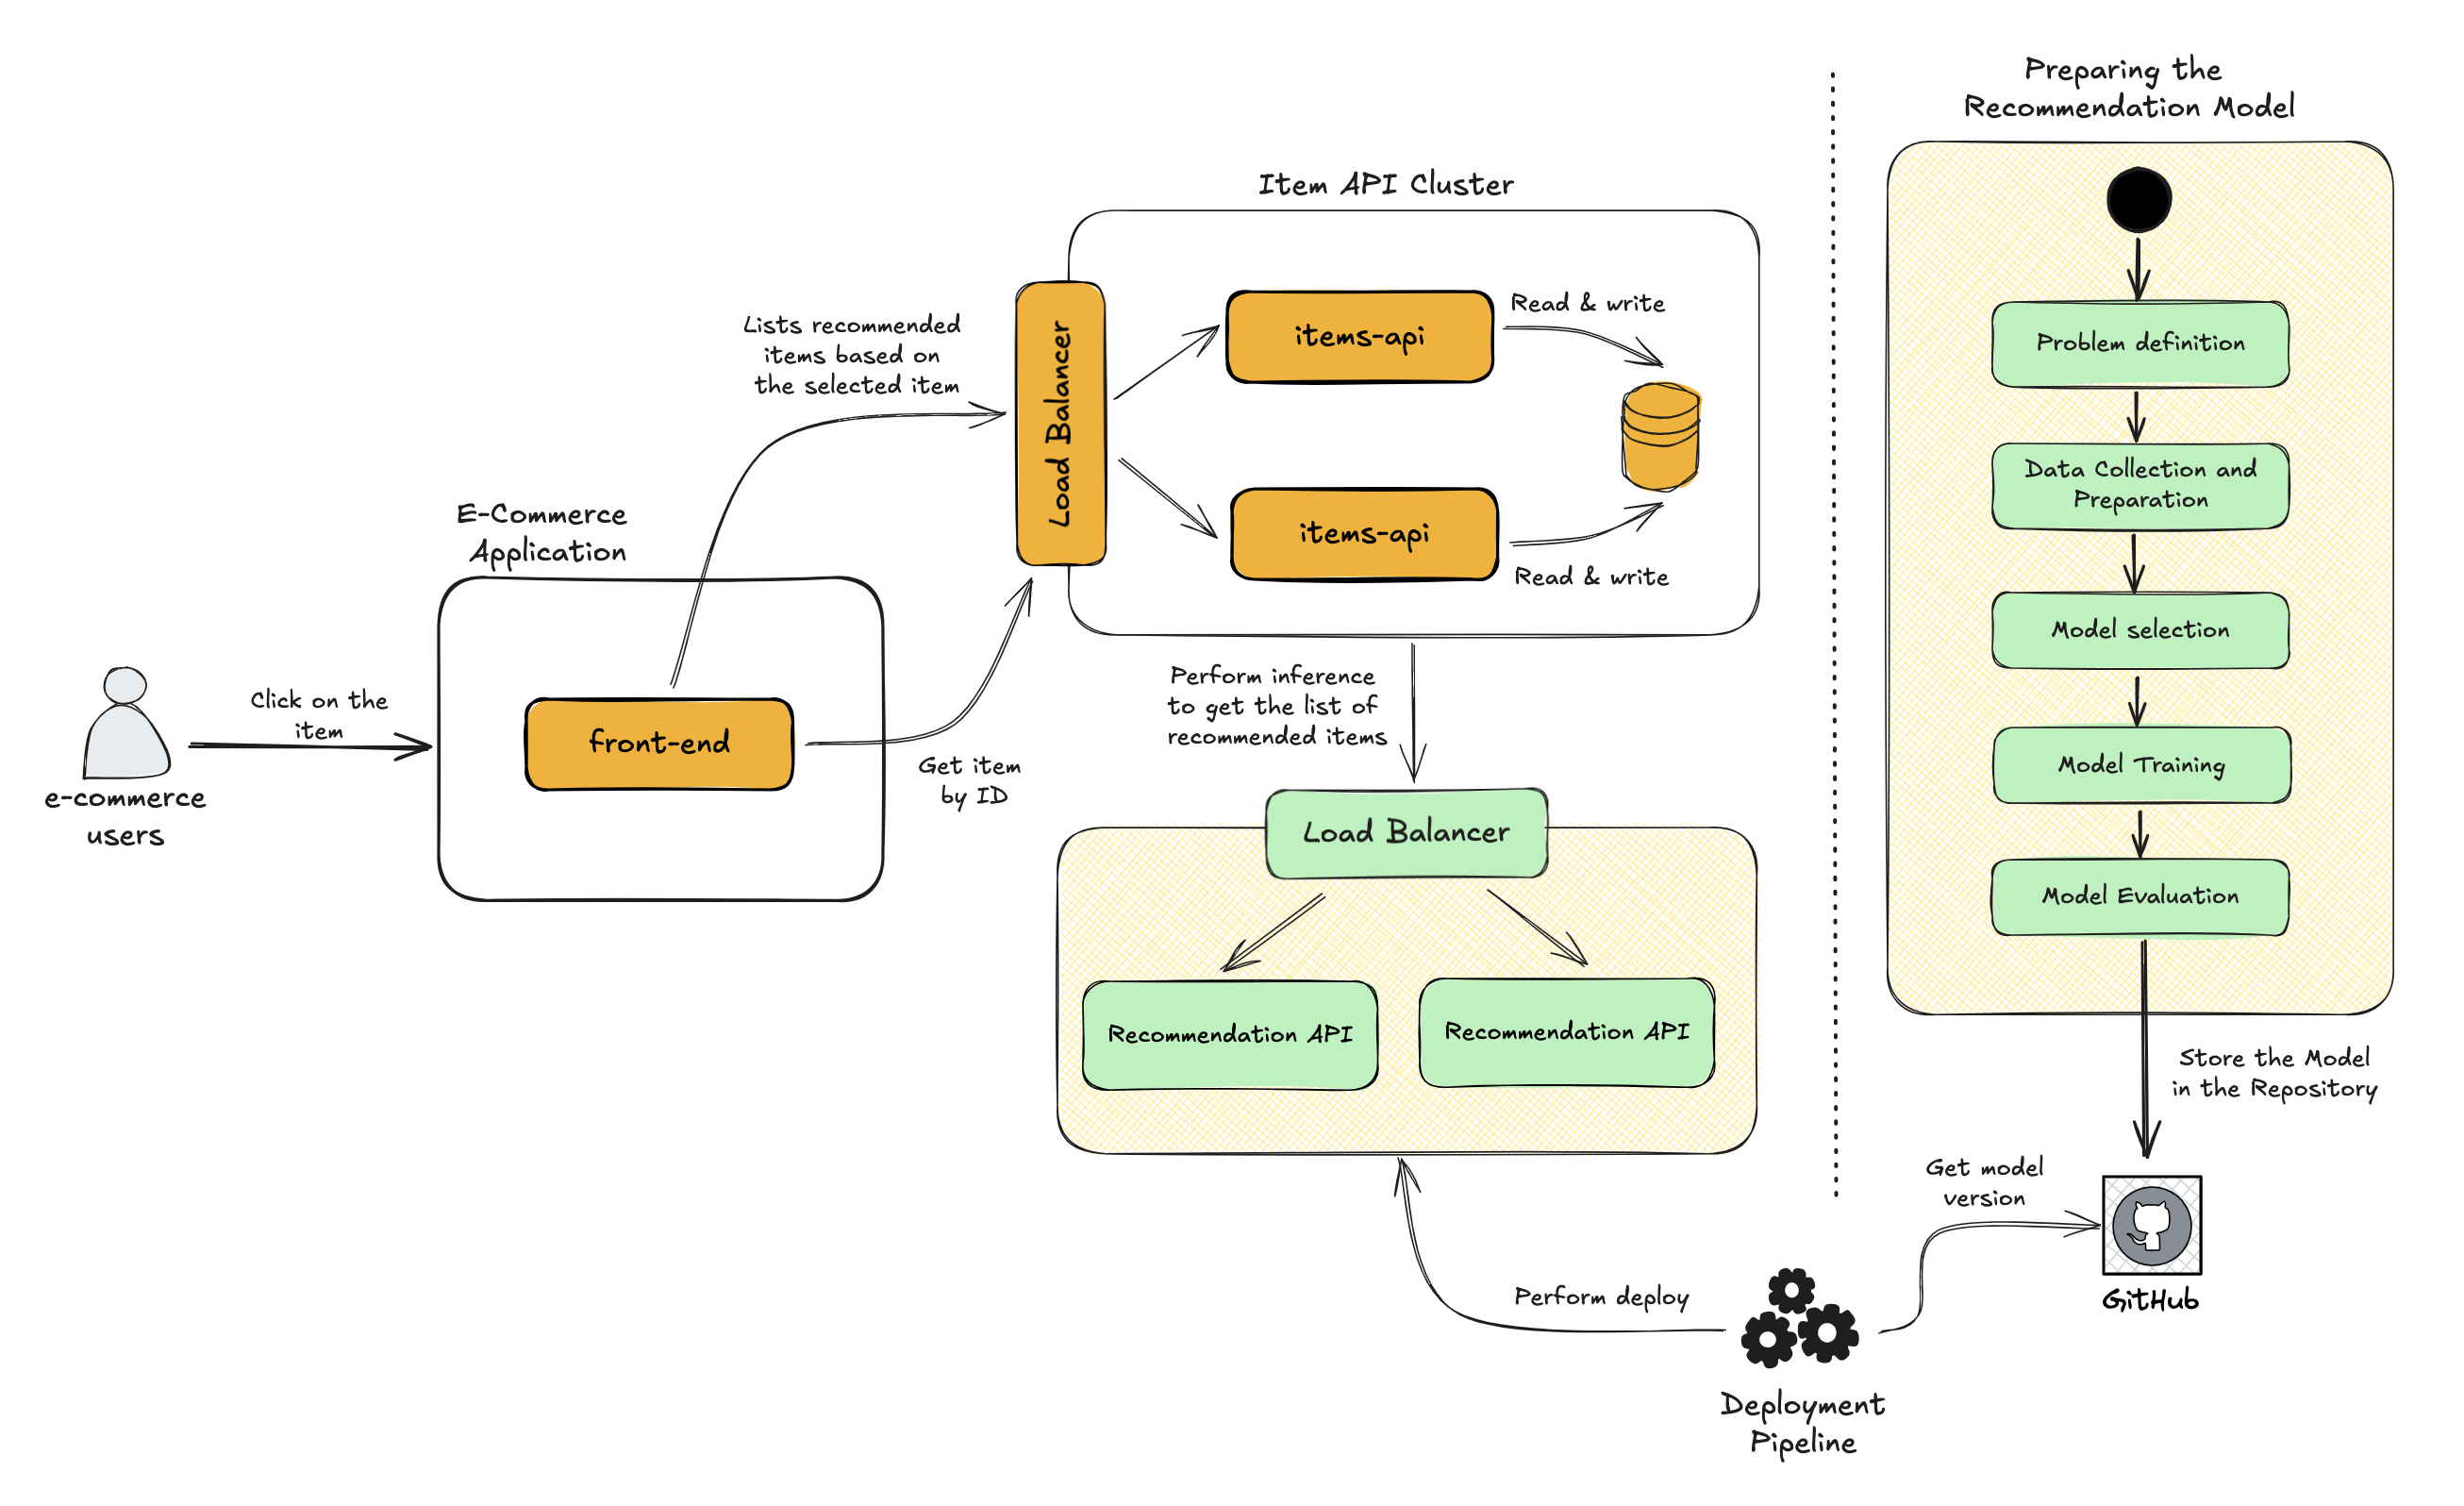 Preparing the
Recommendation Model
Item API Cluster
Lists recommended
items based on
the selected item
Load Balancer
items-api
Read & write
items-api
Read & write
Problem definition
Data Collection and
Preparation
Model selection
Model Training
Model Evaluation
E-Commerce
Application
Click on the
item
e-commerce
users
front-end
Get item
by ID
Perform inference
to get the list of
recommended items
Load Balancer
Recommendation API
Recommendation API
Store the Model
in the Repository
Get model
version
GitHub
Perform deploy
Deployment
Pipeline